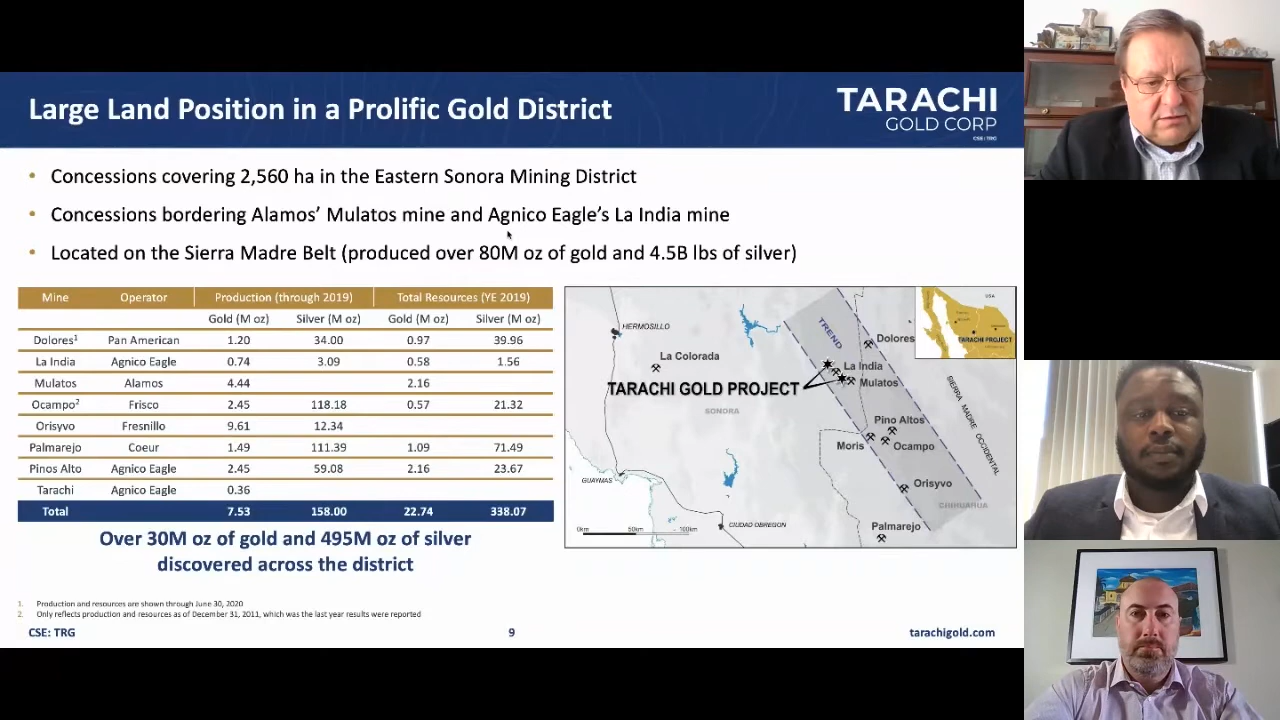 Large Land Position in a Prolific Gold District
TARACHI
GOLD CORP
CSE: TRG
• Concessions covering 2,560 ha in the Eastern Sonora Mining District
• Concessions bordering Alamos’ Mulatos mine and Agnico Eagle’s La India mine
• Located on the Sierra Madre Belt (produced over 80M oz of gold and 4.5B lbs of silver)
Mine Operator Production (through 2019) Total Resources (YE 2019)
Gold (M oz) Silver (M oz) Gold (M oz) Silver (M oz)
Dolores¹ Pan American 1.20 34.00 0.97 39.96
La India Agnico Eagle 0.74 3.09 0.58 1.56
Mulatos Alamos 4.44 2.16
Ocampo² Frisco 2.45 118.18 0.57 21.32
Orisyvo Fresnillo 9.61 12.34
Palmarejo Coeur 1.49 111.39 1.09 71.49
Pinos Alto Agnico Eagle 2.45 59.08 2.16 23.67
Tarachi Agnico Eagle 0.36
Total 7.53 158.00 22.74 338.07
Over 30M oz of gold and 495M oz of silver
discovered across the district
HERMOSILLO
La Colorada
TARACHI GOLD PROJECT
SONORA
TREND
Dolores
La India
Mulatos
Pino Altos
Moris
Ocampo
Orisyvo
CHIHUAHUA
Palmarejo
SIERRA MADRE OCCIDENTAL
GUAYMAS
CIUDAD OBREGON
0km 50km 100km
USA
TARACHI PROJECT
1. Production and resources are shown through June 30, 2020
2. Only reflects production and resources as of December 31, 2011, which was the last year results were reported
CSE: TRG
9
tarachigold.com